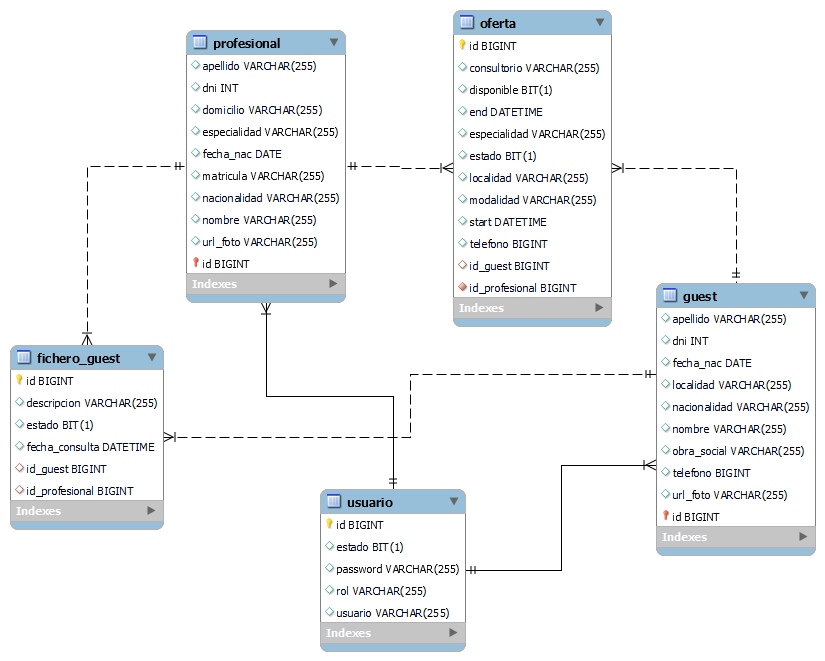 profesional
apellido VARCHAR(255)
dni INT
domicilio VARCHAR(255)
especialidad VARCHAR(255)
fecha_nac DATE
matricula VARCHAR(255)
nacionalidad VARCHAR(255)
nombre VARCHAR(255)
url_foto VARCHAR(255)
id BIGINT
Indexes
oferta
id BIGINT
consultorio VARCHAR(255)
disponible BIT(1)
end DATETIME
especialidad VARCHAR(255)
estado BIT(1)
localidad VARCHAR(255)
modalidad VARCHAR(255)
start DATETIME
telefono BIGINT
id_guest BIGINT
id_profesional BIGINT
Indexes
guest
apellido VARCHAR(255)
dni INT
fecha_nac DATE
localidad VARCHAR(255)
nacionalidad VARCHAR(255)
nombre VARCHAR(255)
obra_social VARCHAR(255)
telefono BIGINT
url_foto VARCHAR(255)
id BIGINT
Indexes
fichero_guest
id BIGINT
descripcion VARCHAR(255)
estado BIT(1)
fecha_consulta DATETIME
id_guest BIGINT
id_profesional BIGINT
Indexes
usuario
id BIGINT
estado BIT(1)
password VARCHAR(255)
rol VARCHAR(255)
usuario VARCHAR(255)
Indexes